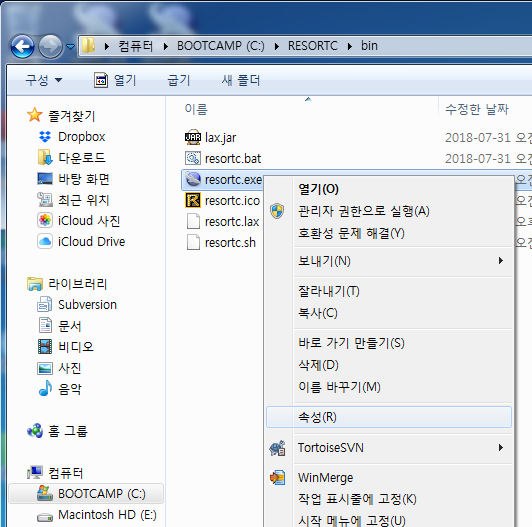 컴퓨터 ▸ BOOTCAMP (C:) ▸ RESORTC ▸ bin
구성 열기 굽기 새 폴더
이름 수정한 날짜
즐겨찾기
Dropbox
다운로드
바탕 화면
최근 위치
iCloud 사진
iCloud Drive
라이브러리
Subversion
문서
비디오
사진
음악
홈 그룹
컴퓨터
BOOTCAMP (C:)
Macintosh HD (E:)
lax.jar 2018-07-31 오전
resortc.bat 2018-07-31 오전
resortc.exe
resortc.ico
resortc.lax
resortc.sh
열기(O)
관리자 권한으로 실행(A)
호환성 문제 해결(Y)
보내기(N)
잘라내기(T)
복사(C)
바로 가기 만들기(S)
삭제(D)
이름 바꾸기(M)
속성(R)
TortoiseSVN
WinMerge
작업 표시줄에 고정(K)
시작 메뉴에 고정(U)